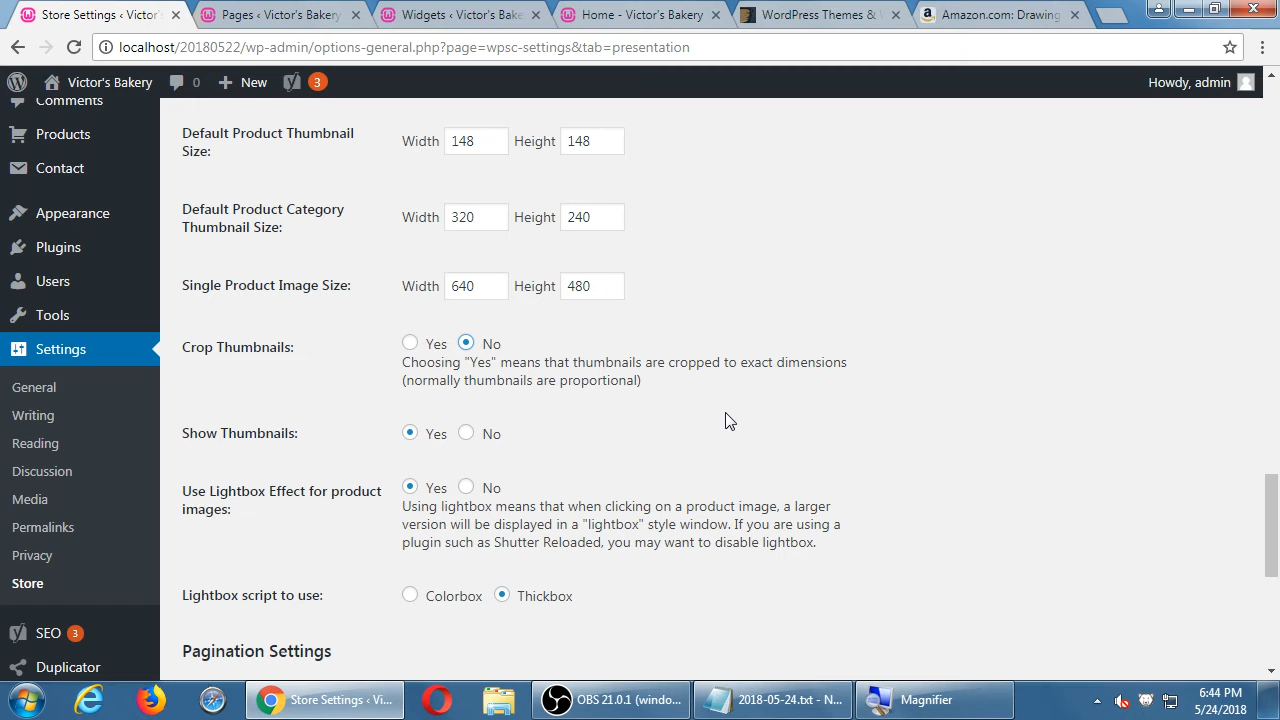 Store Settings ‹ Victor's
Pages ‹ Victor's Bakery
Widgets ‹ Victor's Bake
Home - Victor's Bakery
WordPress Themes &
Amazon.com: Drawing
localhost/20180522/wp-admin/options-general.php?page=wpsc-settings&tab=presentation
Victor's Bakery
0
New
3
Howdy, admin
Comments
Products
Contact
Appearance
Plugins
Users
Tools
Settings
General
Writing
Reading
Discussion
Media
Permalinks
Privacy
Store
SEO 3
Duplicator
Default Product Thumbnail
Size:
Width 148 Height 148
Default Product Category
Thumbnail Size:
Width 320 Height 240
Single Product Image Size:
Width 640 Height 480
Crop Thumbnails:
Yes No
Choosing "Yes" means that thumbnails are cropped to exact dimensions
(normally thumbnails are proportional)
Show Thumbnails:
Yes No
Use Lightbox Effect for product
images:
Yes No
Using lightbox means that when clicking on a product image, a larger
version will be displayed in a "lightbox" style window. If you are using a
plugin such as Shutter Reloaded, you may want to disable lightbox.
Lightbox script to use:
Colorbox Thickbox
Pagination Settings
Store Settings ‹ Vi...
OBS 21.0.1 (windo...
2018-05-24.txt - N...
Magnifier
6:44 PM
5/24/2018